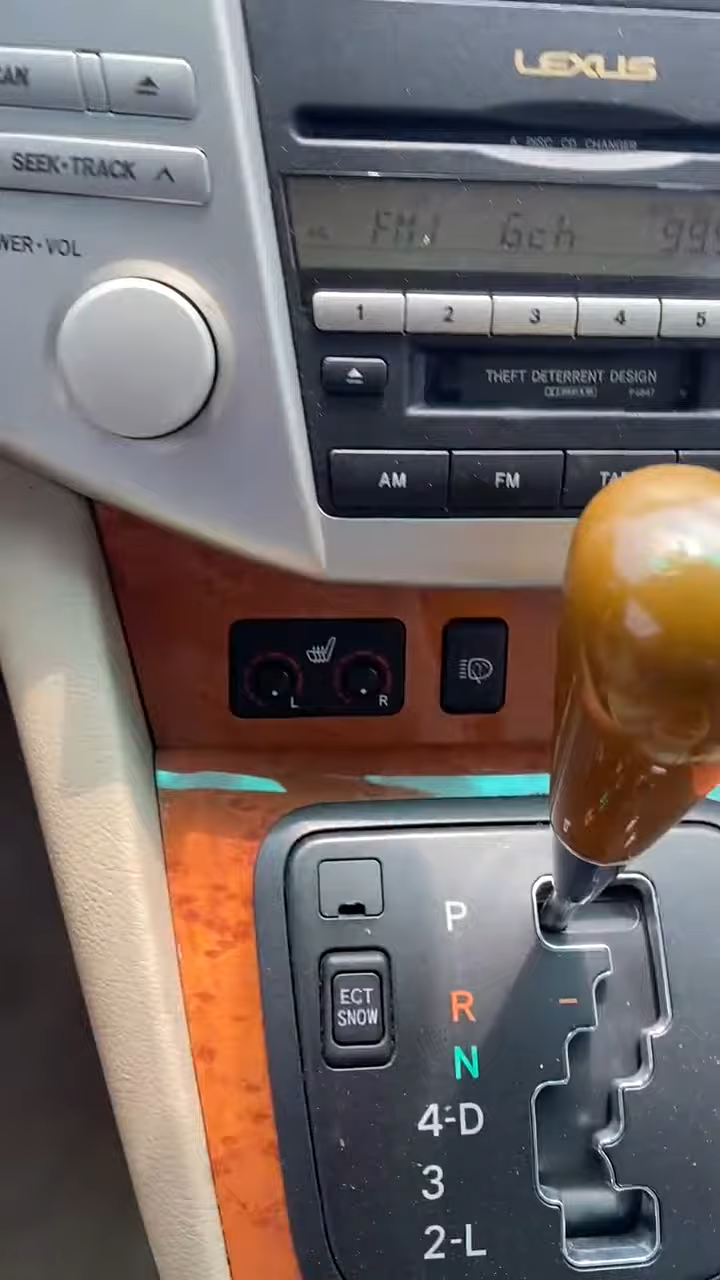 LEXUS
6 DISC CD CHANGER
SEEK•TRACK ∧
FM1 6ch
VOL
1 2 3 4 5
THEFT DETERRENT DESIGN
AM FM
L R
P
ECT
SNOW
R
N
4-D
3
2-L